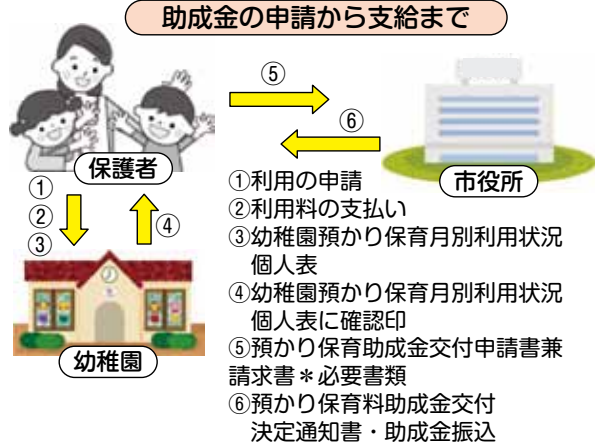 助成金の申請から支給まで
⑤
⑥
保護者
市役所
①
②
③
④
幼稚園
①利用の申請
②利用料の支払い
③幼稚園預かり保育月別利用状況
個人表
④幼稚園預かり保育月別利用状況
個人表に確認印
⑤預かり保育助成金交付申請書兼
請求書＊必要書類
⑥預かり保育料助成金交付
決定通知書・助成金振込